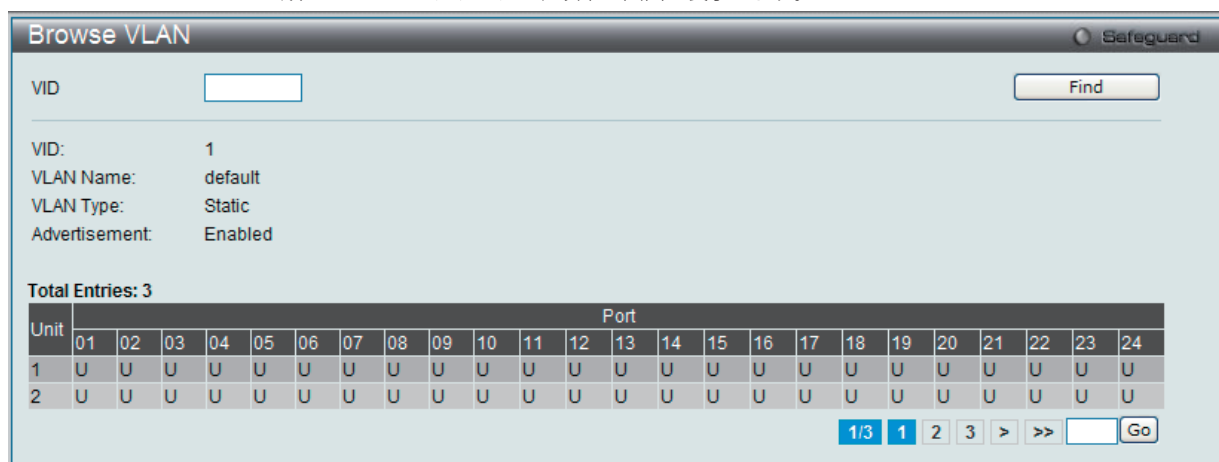 Browse VLAN Safeguard
VID Find
VID: 1
VLAN Name: default
VLAN Type: Static
Advertisement: Enabled
Total Entries: 3
Unit Port
01 02 03 04 05 06 07 08 09 10 11 12 13 14 15 16 17 18 19 20 21 22 23 24
1 U U U U U U U U U U U U U U U U U U U U U U U U
2 U U U U U U U U U U U U U U U U U U U U U U U U
1/3 1 2 3 > >> Go